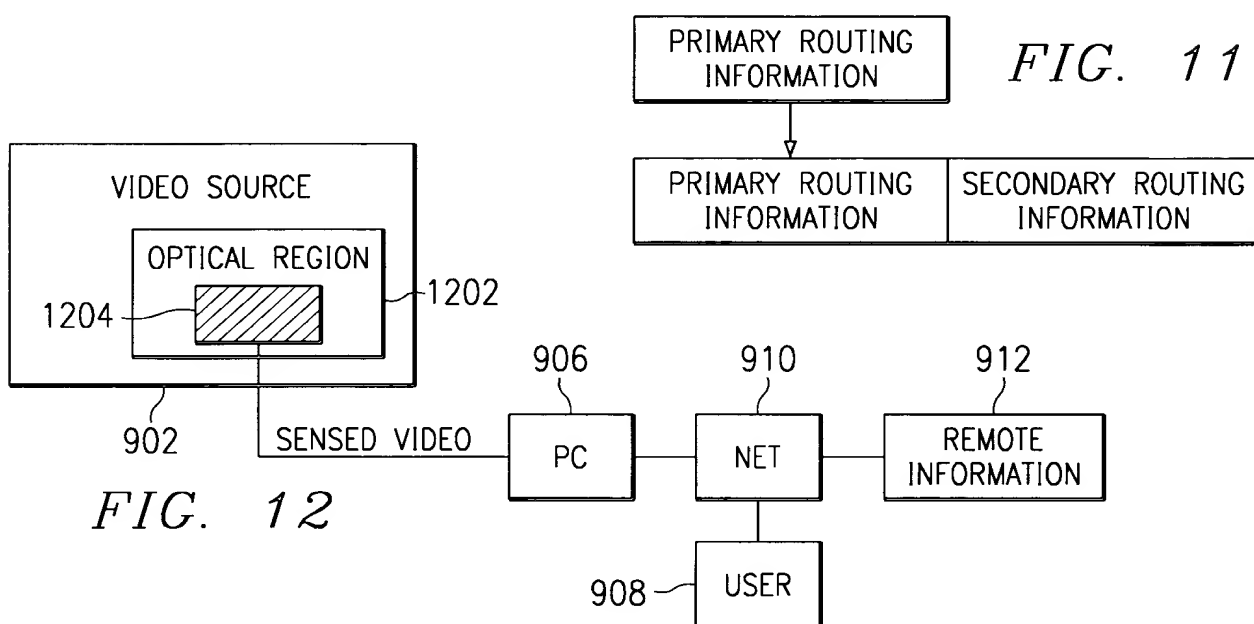 PRIMARY ROUTING
INFORMATION
FIG. 11
PRIMARY ROUTING
INFORMATION
SECONDARY ROUTING
INFORMATION
VIDEO SOURCE
OPTICAL REGION
1204
1202
902
SENSED VIDEO
906
PC
910
NET
912
REMOTE
INFORMATION
908
USER
FIG. 12